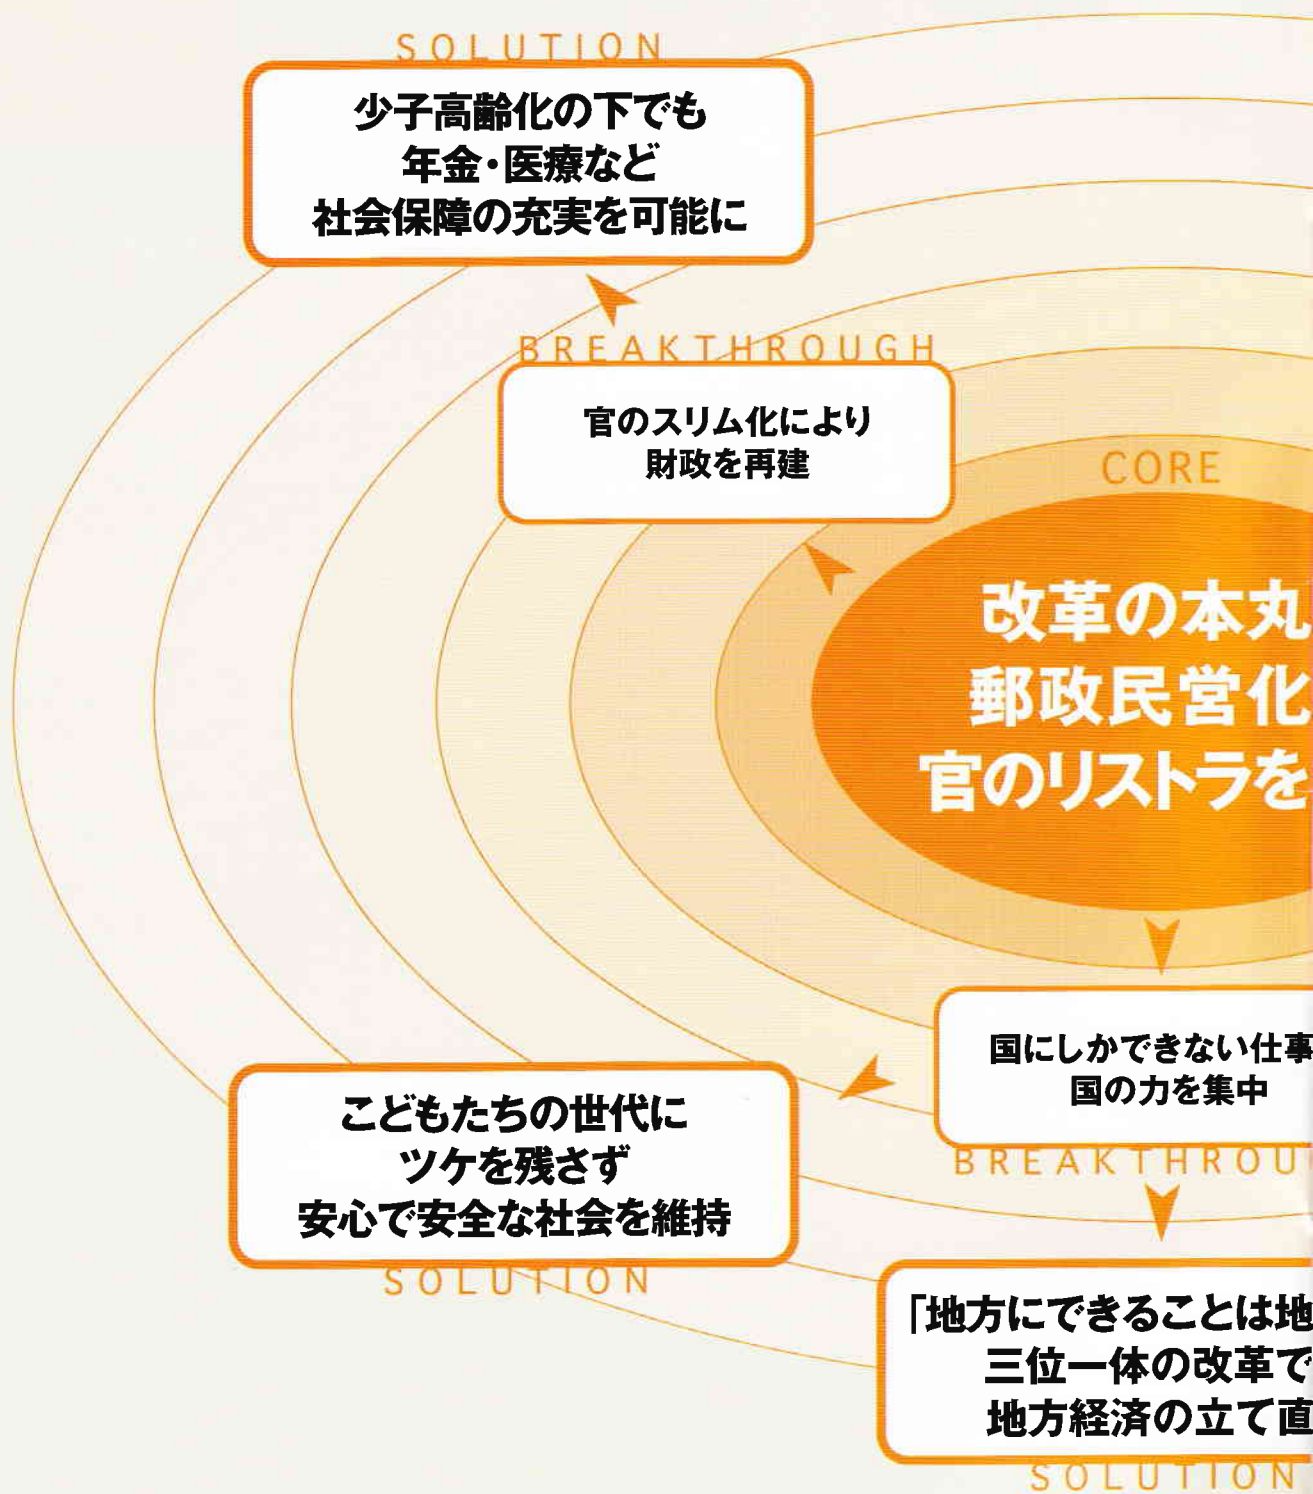 SOLUTION
少子高齢化の下でも
年金・医療など
社会保障の充実を可能に
BREAKTHROUGH
官のスリム化により
財政を再建
CORE
改革の本丸
郵政民営化
官のリストラを
国にしかできない仕事
国の力を集中
BREAKTHROU
こどもたちの世代に
ツケを残さず
安心で安全な社会を維持
SOLUTION
「地方にできることは地
三位一体の改革で
地方経済の立て直
SOLUTION